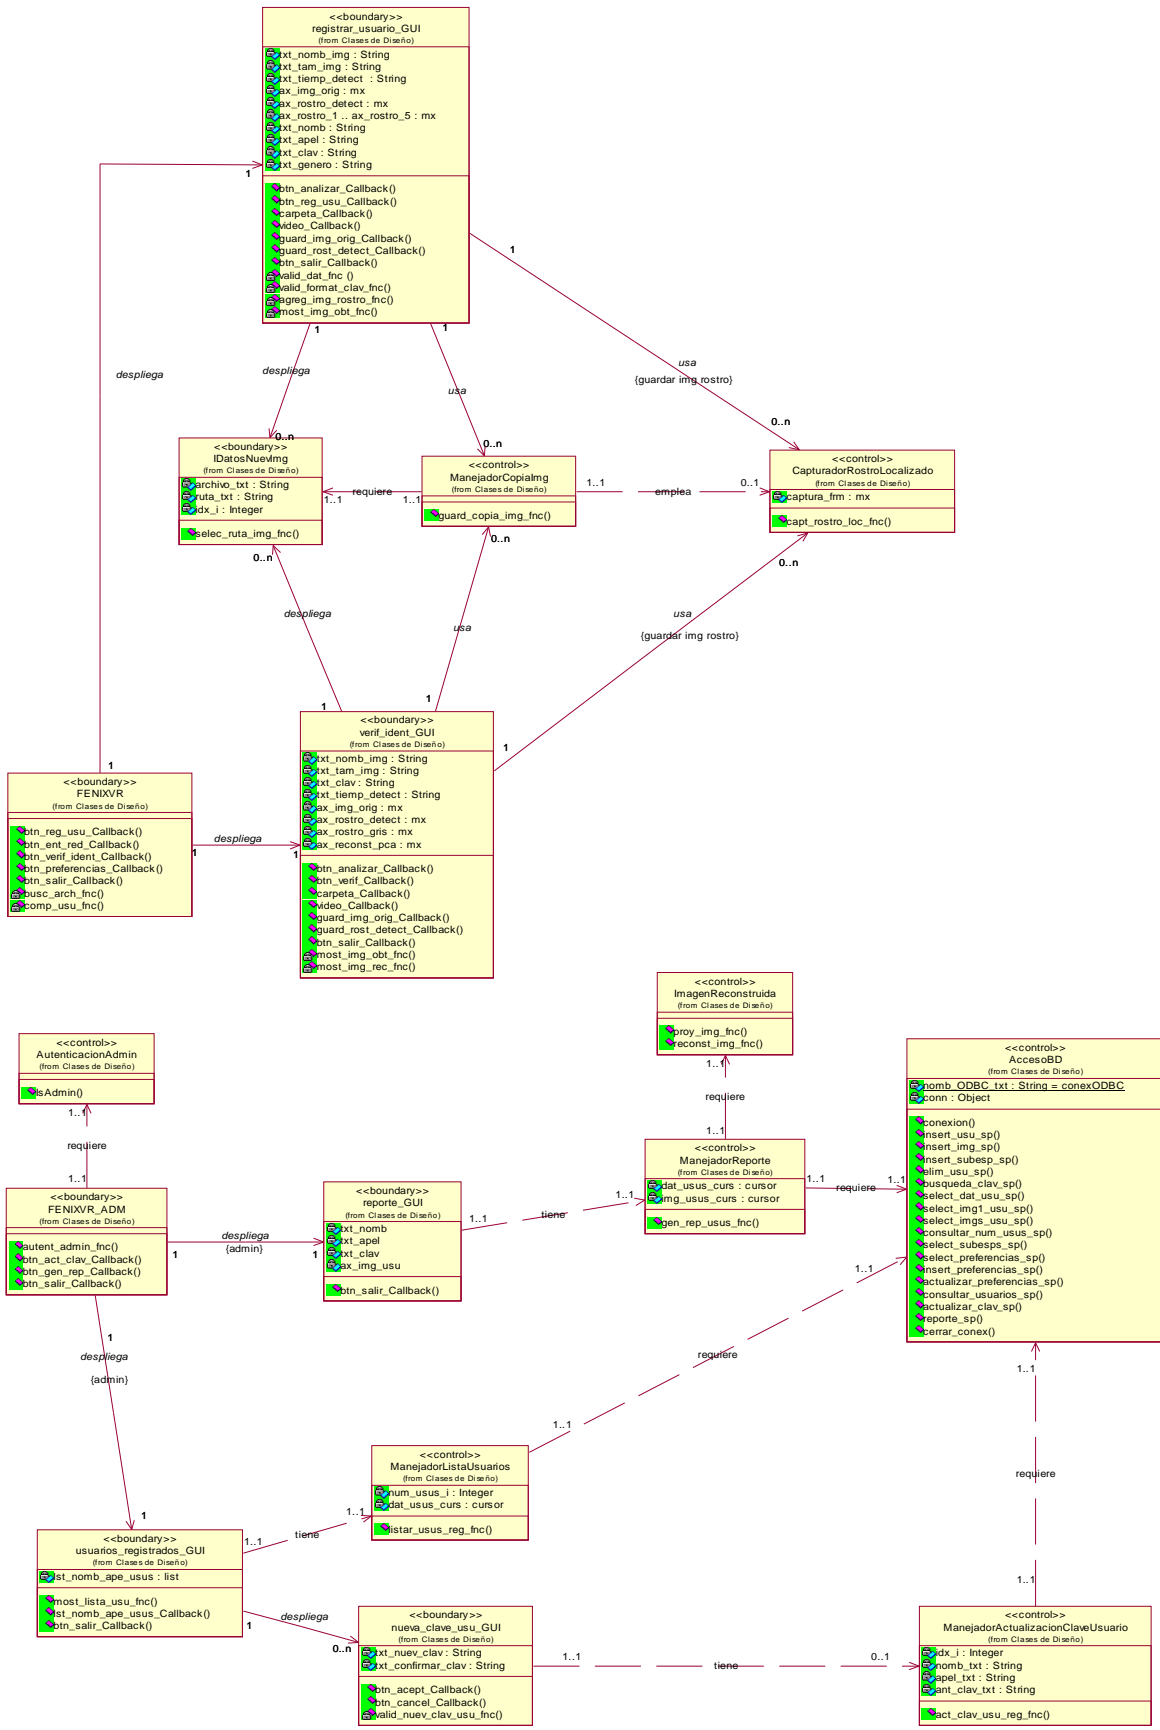 <<boundary>>
registrar_usuario_GUI
(from Clases de Diseño)
txt_nomb_img : String
txt_tam_img : String
txt_tiemp_detect : String
ax_img_orig : mx
ax_rostro_detect : mx
ax_rostro_1 .. ax_rostro_5 : mx
txt_nomb : String
txt_apel : String
txt_clav : String
txt_genero : String
btn_analizar_Callback()
btn_reg_usu_Callback()
carpeta_Callback()
video_Callback()
guard_img_orig_Callback()
guard_rost_detect_Callback()
btn_salir_Callback()
valid_dat_fnc ()
valid_format_clav_fnc()
agreg_img_rostro_fnc()
most_img_obt_fnc()
1
1
1
1
despliega
despliega
usa
usa
{guardar img rostro}
0..n
0..n
0..n
<<boundary>>
IDatosNuevImg
(from Clases de Diseño)
archivo_txt : String
ruta_txt : String
idx_i : Integer
selec_ruta_img_fnc()
requiere
1..1
1..1
<<control>>
ManejadorCopiaImg
(from Clases de Diseño)
guard_copia_img_fnc()
1..1
emplea
0..1
<<control>>
CapturadorRostroLocalizado
(from Clases de Diseño)
captura_frm : mx
capt_rostro_loc_fnc()
0..n
0..n
0..n
despliega
usa
usa
{guardar img rostro}
1
1
1
<<boundary>>
verif_ident_GUI
(from Clases de Diseño)
txt_nomb_img : String
txt_tam_img : String
txt_clav : String
txt_tiemp_detect : String
ax_img_orig : mx
ax_rostro_detect : mx
ax_rostro_gris : mx
ax_reconst_pca : mx
btn_analizar_Callback()
btn_verif_Callback()
carpeta_Callback()
video_Callback()
guard_img_orig_Callback()
guard_rost_detect_Callback()
btn_salir_Callback()
most_img_obt_fnc()
most_img_rec_fnc()
1
<<boundary>>
FENIXVR
(from Clases de Diseño)
btn_reg_usu_Callback()
btn_ent_red_Callback()
btn_verif_ident_Callback()
btn_preferencias_Callback()
btn_salir_Callback()
busc_arch_fnc()
comp_usu_fnc()
despliega
1
1
<<control>>
ImagenReconstruida
(from Clases de Diseño)
proy_img_fnc()
reconst_img_fnc()
1..1
requiere
1..1
<<control>>
AutenticacionAdmin
(from Clases de Diseño)
IsAdmin()
1..1
requiere
1..1
<<control>>
AccesoBD
(from Clases de Diseño)
nomb_ODBC_txt : String = conexODBC
conn : Object
conexion()
insert_usu_sp()
insert_img_sp()
insert_subesp_sp()
elim_usu_sp()
busqueda_clav_sp()
select_dat_usu_sp()
select_img1_usu_sp()
select_imgs_usu_sp()
consultar_num_usus_sp()
select_subesps_sp()
select_preferencias_sp()
insert_preferencias_sp()
actualizar_preferencias_sp()
consultar_usuarios_sp()
actualizar_clav_sp()
reporte_sp()
cerrar_conex()
<<control>>
ManejadorReporte
(from Clases de Diseño)
dat_usus_curs : cursor
img_usus_curs : cursor
gen_rep_usus_fnc()
1..1
requiere
1..1
<<boundary>>
FENIXVR_ADM
(from Clases de Diseño)
autent_admin_fnc()
btn_act_clav_Callback()
btn_gen_rep_Callback()
btn_salir_Callback()
despliega
{admin}
1
1
<<boundary>>
reporte_GUI
(from Clases de Diseño)
txt_nomb
txt_apel
txt_clav
ax_img_usu
btn_salir_Callback()
1..1
tiene
1..1
1
despliega
{admin}
1
1..1
requiere
1..1
<<control>>
ManejadorListaUsuarios
(from Clases de Diseño)
num_usus_i : Integer
dat_usus_curs : cursor
listar_usus_reg_fnc()
1..1
requiere
1..1
<<boundary>>
usuarios_registrados_GUI
(from Clases de Diseño)
lst_nomb_ape_usus : list
most_lista_usu_fnc()
lst_nomb_ape_usus_Callback()
btn_salir_Callback()
1..1
tiene
1..1
1
despliega
0..n
<<boundary>>
nueva_clave_usu_GUI
(from Clases de Diseño)
txt_nuev_clav : String
txt_confirmar_clav : String
btn_acept_Callback()
btn_cancel_Callback()
valid_nuev_clav_usu_fnc()
1..1
tiene
0..1
<<control>>
ManejadorActualizacionClaveUsuario
(from Clases de Diseño)
idx_i : Integer
nomb_txt : String
apel_txt : String
ant_clav_txt : String
act_clav_usu_reg_fnc()